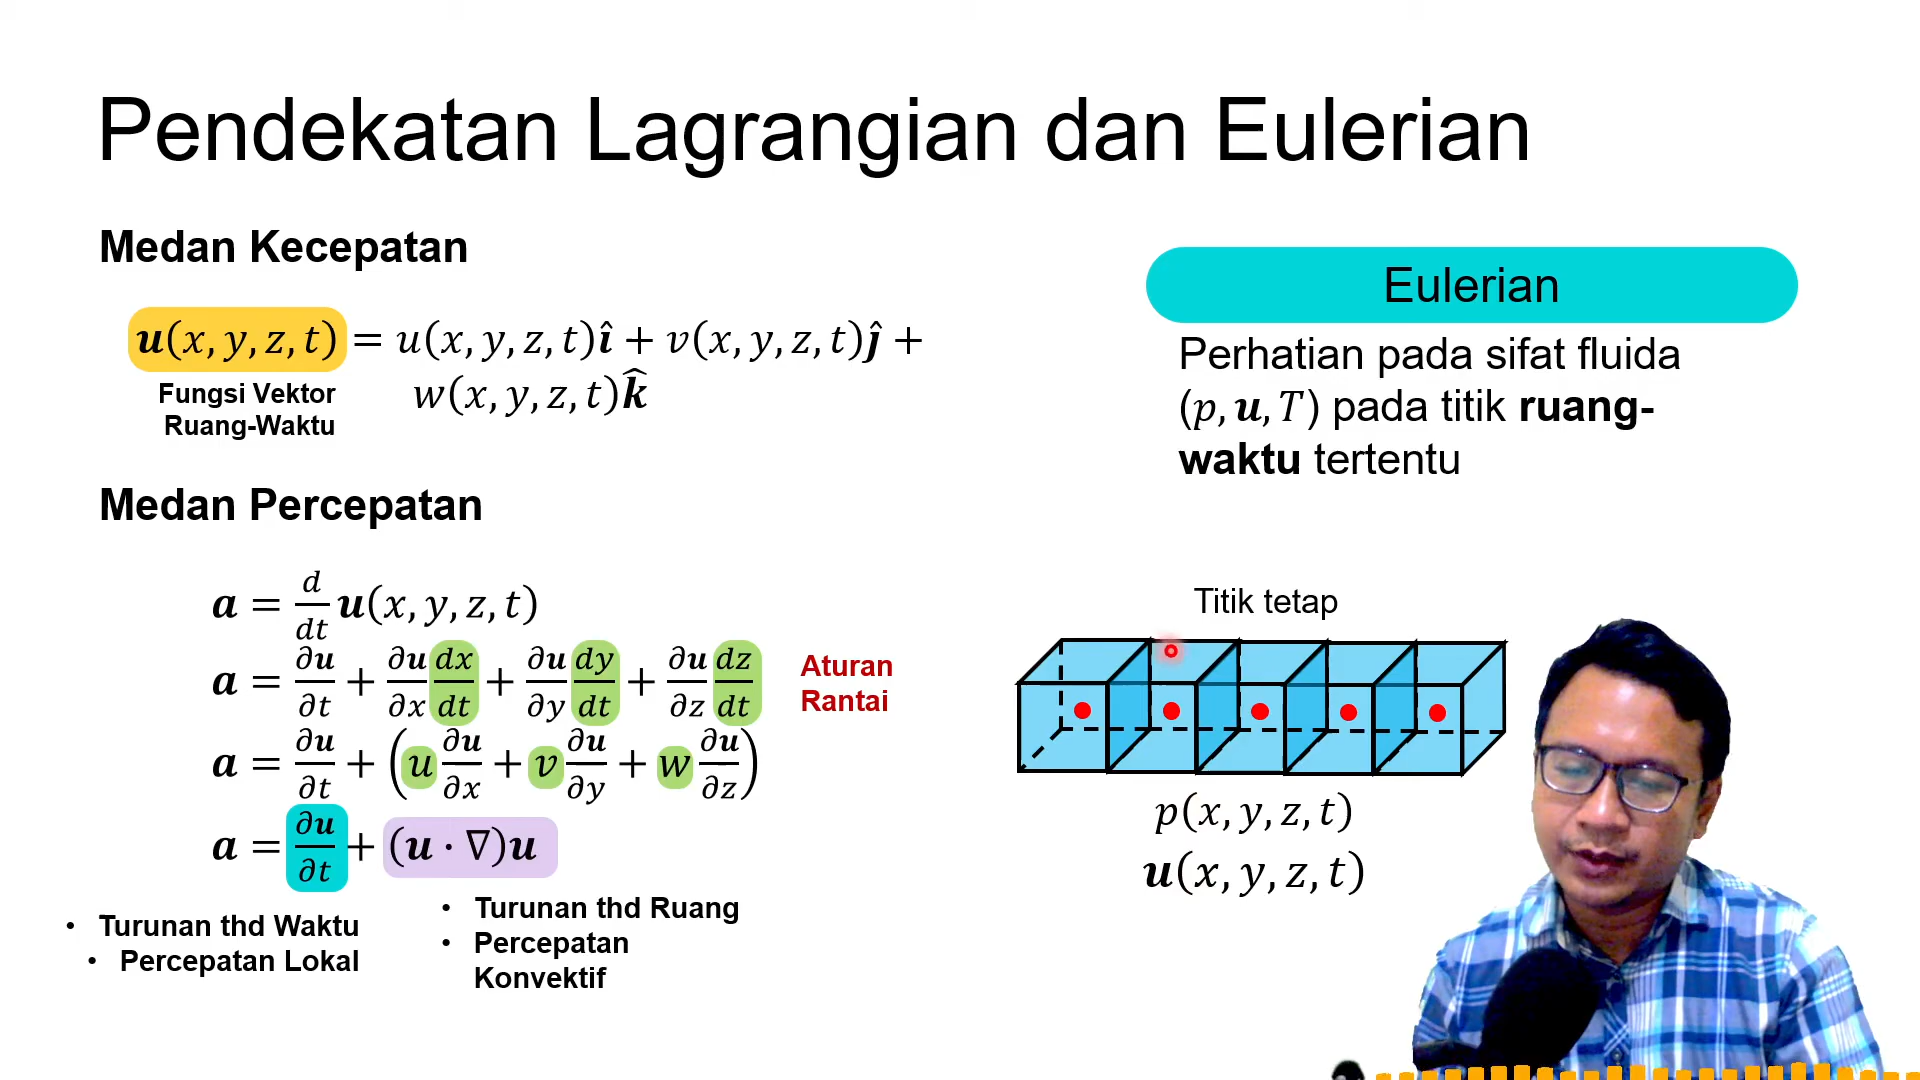 Pendekatan Lagrangian dan Eulerian
Medan Kecepatan
𝒖(x, y, z, t) = u(x, y, z, t)î + v(x, y, z, t)ĵ +
w(x, y, z, t)k̂
Fungsi Vektor
Ruang-Waktu
Medan Percepatan
𝒂 = d/dt 𝒖(x, y, z, t)
𝒂 = ∂𝒖/∂t + ∂𝒖/∂x dx/dt + ∂𝒖/∂y dy/dt + ∂𝒖/∂z dz/dt
Aturan
Rantai
𝒂 = ∂𝒖/∂t + (u ∂𝒖/∂x + v ∂𝒖/∂y + w ∂𝒖/∂z)
𝒂 = ∂𝒖/∂t + (𝒖 · ∇)𝒖
• Turunan thd Waktu
• Percepatan Lokal
• Turunan thd Ruang
• Percepatan
Konvektif
Eulerian
Perhatian pada sifat fluida
(p, 𝒖, T) pada titik ruang-
waktu tertentu
Titik tetap
p(x, y, z, t)
𝒖(x, y, z, t)